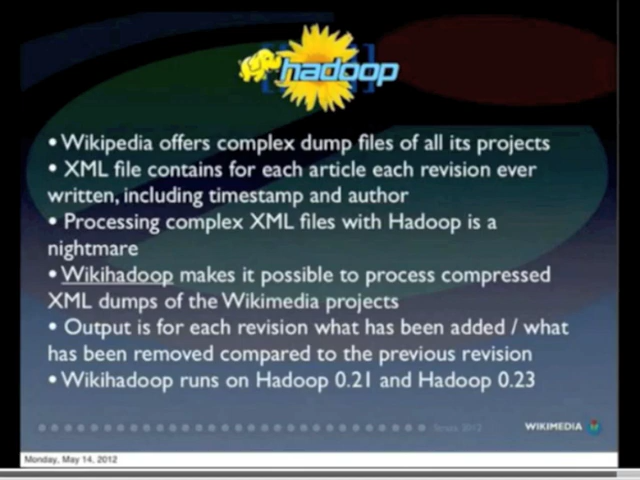 hadoop
• Wikipedia offers complex dump files of all its projects
• XML file contains for each article each revision ever
written, including timestamp and author
• Processing complex XML files with Hadoop is a
nightmare
• Wikihadoop makes it possible to process compressed
XML dumps of the Wikimedia projects
• Output is for each revision what has been added / what
has been removed compared to the previous revision
• Wikihadoop runs on Hadoop 0.21 and Hadoop 0.23
2012
WIKIMEDIA
Monday, May 14, 2012